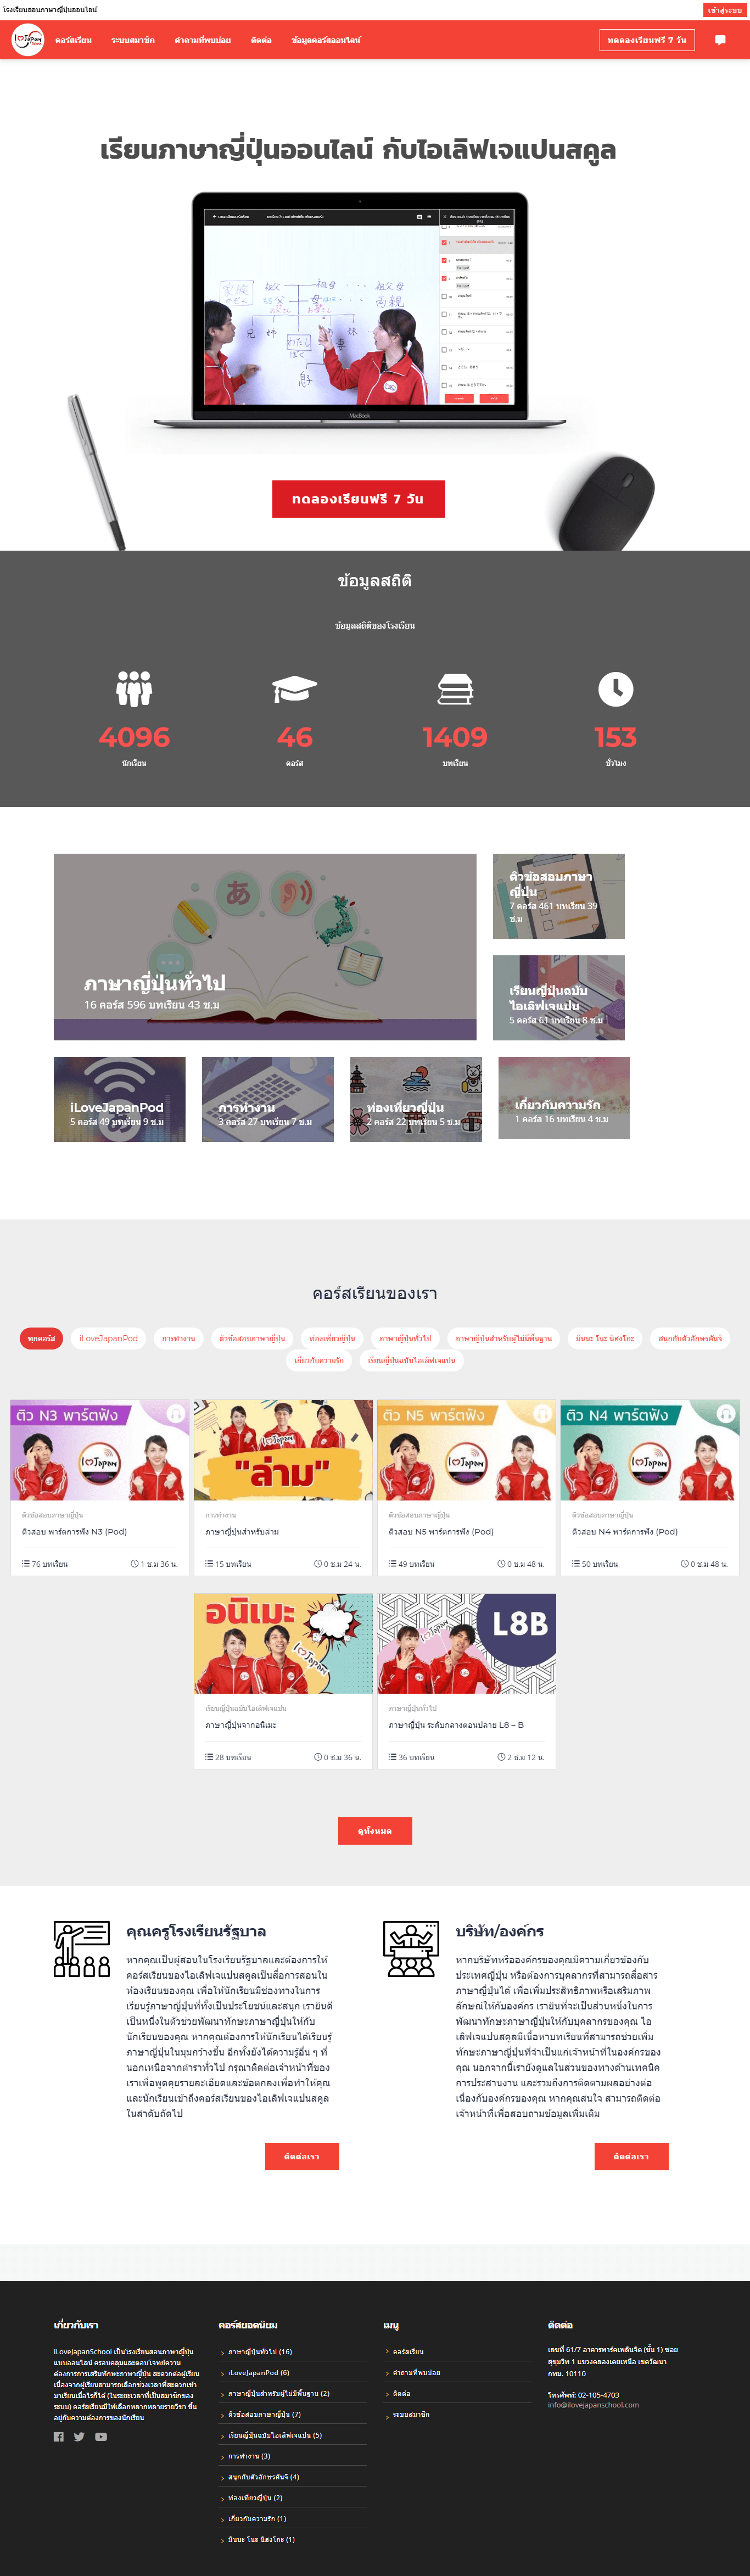 โรงเรียนสอนภาษาญี่ปุ่นออนไลน์
เข้าสู่ระบบ
คอร์สเรียน
ระบบสมาชิก
คำถามที่พบบ่อย
ติดต่อ
ข้อมูลคอร์สออนไลน์
ทดลองเรียนฟรี 7 วัน
เรียนภาษาญี่ปุ่นออนไลน์ กับไอเลิฟเจแปนสคูล
MacBook
ทดลองเรียนฟรี 7 วัน
ข้อมูลสถิติ
ข้อมูลสถิติของโรงเรียน
4096
46
1409
153
นักเรียน
คอร์ส
บทเรียน
ชั่วโมง
ภาษาญี่ปุ่นทั่วไป
16 คอร์ส 596 บทเรียน 43 ช.ม
ติวข้อสอบภาษา
ญี่ปุ่น
7 คอร์ส 461 บทเรียน 39
ช.ม
เรียนญี่ปุ่นฉบับ
ไอเลิฟเจแปน
5 คอร์ส 61 บทเรียน 8 ช.ม
iLoveJapanPod
5 คอร์ส 49 บทเรียน 9 ช.ม
การทำงาน
3 คอร์ส 27 บทเรียน 7 ช.ม
ท่องเที่ยวญี่ปุ่น
2 คอร์ส 22 บทเรียน 5 ช.ม
เกี่ยวกับความรัก
1 คอร์ส 16 บทเรียน 4 ช.ม
คอร์สเรียนของเรา
ทุกคอร์ส
iLoveJapanPod
การทำงาน
ติวข้อสอบภาษาญี่ปุ่น
ท่องเที่ยวญี่ปุ่น
ภาษาญี่ปุ่นทั่วไป
ภาษาญี่ปุ่นสำหรับผู้ไม่มีพื้นฐาน
มินนะ โนะ นิฮงโกะ
สนุกกับตัวอักษรคันจิ
เกี่ยวกับความรัก
เรียนญี่ปุ่นฉบับไอเลิฟเจแปน
ติว N3 พาร์ตฟัง
"ล่าม"
ติว N5 พาร์ตฟัง
ติว N4 พาร์ตฟัง
ติวข้อสอบภาษาญี่ปุ่น
ติวสอบ พาร์ตการฟัง N3 (Pod)
76 บทเรียน
1 ช.ม 36 น.
การทำงาน
ภาษาญี่ปุ่นสำหรับล่าม
15 บทเรียน
0 ช.ม 24 น.
ติวข้อสอบภาษาญี่ปุ่น
ติวสอบ N5 พาร์ตการฟัง (Pod)
49 บทเรียน
0 ช.ม 48 น.
ติวข้อสอบภาษาญี่ปุ่น
ติวสอบ N4 พาร์ตการฟัง (Pod)
50 บทเรียน
0 ช.ม 48 น.
อนิเมะ
L8B
เรียนญี่ปุ่นฉบับไอเลิฟเจแปน
ภาษาญี่ปุ่นจากอนิเมะ
28 บทเรียน
0 ช.ม 36 น.
ภาษาญี่ปุ่นทั่วไป
ภาษาญี่ปุ่น ระดับกลางตอนปลาย L8 – B
36 บทเรียน
2 ช.ม 12 น.
ดูทั้งหมด
คุณครูโรงเรียนรัฐบาล
หากคุณเป็นผู้สอนในโรงเรียนรัฐบาลและต้องการให้
คอร์สเรียนของไอเลิฟเจแปนสคูลเป็นสื่อการสอนใน
ห้องเรียนของคุณ เพื่อให้นักเรียนมีช่องทางในการ
เรียนรู้ภาษาญี่ปุ่นที่ทั้งเป็นประโยชน์และสนุก เรายินดี
เป็นหนึ่งในตัวช่วยพัฒนาทักษะภาษาญี่ปุ่นให้กับ
นักเรียนของคุณ หากคุณต้องการให้นักเรียนได้เรียนรู้
ภาษาญี่ปุ่นในมุมกว้างขึ้น อีกทั้งยังได้ความรู้อื่น ๆ ที่
นอกเหนือจากตำราทั่วไป กรุณาติดต่อเจ้าหน้าที่ของ
เราเพื่อพูดคุยรายละเอียดและข้อตกลงเพื่อทำให้คุณ
และนักเรียนเข้าถึงคอร์สเรียนของไอเลิฟเจแปนสคูล
ในลำดับถัดไป
ติดต่อเรา
บริษัท/องค์กร
หากบริษัทหรือองค์กรของคุณมีความเกี่ยวข้องกับ
ประเทศญี่ปุ่น หรือต้องการบุคลากรที่สามารถสื่อสาร
ภาษาญี่ปุ่นได้ เพื่อเพิ่มประสิทธิภาพหรือเสริมภาพ
ลักษณ์ให้กับองค์กร เรายินที่จะเป็นส่วนหนึ่งในการ
พัฒนาทักษะภาษาญี่ปุ่นให้กับบุคลากรของคุณ ไอ
เลิฟเจแปนสคูลมีเนื้อหาบทเรียนที่สามารถช่วยเพิ่ม
ทักษะภาษาญี่ปุ่นที่จำเป็นแก่เจ้าหน้าที่ในองค์กรของ
คุณ นอกจากนี้เรายังดูแลในส่วนของทางด้านเทคนิค
การประสานงาน และรวมถึงการติดตามผลอย่างต่อ
เนื่องกับองค์กรของคุณ หากคุณสนใจ สามารถติดต่อ
เจ้าหน้าที่เพื่อสอบถามข้อมูลเพิ่มเติม
ติดต่อเรา
เกี่ยวกับเรา
iLoveJapanSchool เป็นโรงเรียนสอนภาษาญี่ปุ่น
แบบออนไลน์ ครอบคลุมและตอบโจทย์ความ
ต้องการการเสริมทักษะภาษาญี่ปุ่น สะดวกต่อผู้เรียน
เนื่องจากผู้เรียนสามารถเลือกช่วงเวลาที่สะดวกเข้า
มาเรียนเมื่อไรก็ได้ (ในระยะเวลาที่เป็นสมาชิกของ
ระบบ) คอร์สเรียนมีให้เลือกหลากหลายรายวิชา ขึ้น
อยู่กับความต้องการของนักเรียน
คอร์สยอดนิยม
ภาษาญี่ปุ่นทั่วไป (16)
iLoveJapanPod (6)
ภาษาญี่ปุ่นสำหรับผู้ไม่มีพื้นฐาน (2)
ติวข้อสอบภาษาญี่ปุ่น (7)
เรียนญี่ปุ่นฉบับไอเลิฟเจแปน (5)
การทำงาน (3)
สนุกกับตัวอักษรคันจิ (4)
ท่องเที่ยวญี่ปุ่น (2)
เกี่ยวกับความรัก (1)
มินนะ โนะ นิฮงโกะ (1)
เมนู
คอร์สเรียน
คำถามที่พบบ่อย
ติดต่อ
ระบบสมาชิก
ติดต่อ
เลขที่ 61/7 อาคารพาร์คเพลินจิต (ชั้น 1) ซอย
สุขุมวิท 1 แขวงคลองเตยเหนือ เขตวัฒนา
กทม. 10110
โทรศัพท์: 02-105-4703
info@ilovejapanschool.com